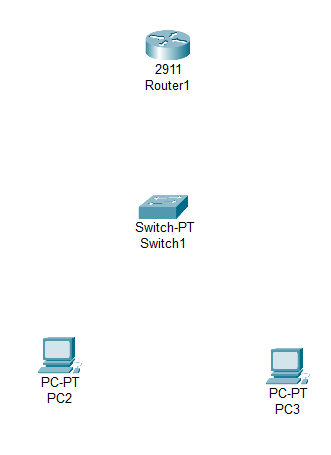 2911
Router1
Switch-PT
Switch1
PC-PT
PC2
PC-PT
PC3